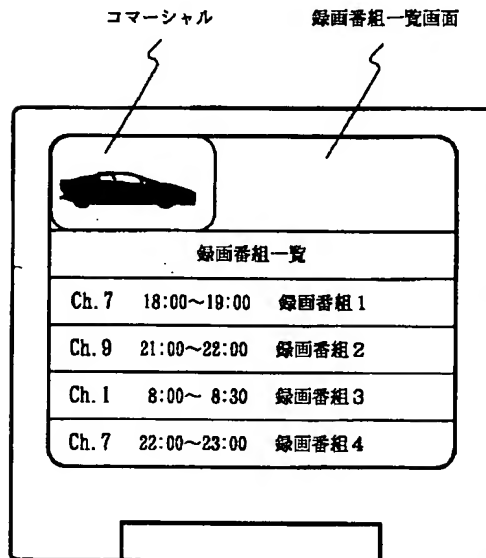 コマーシャル 録画番組一覧画面
録画番組一覧
Ch. 7 18:00〜19:00 録画番組1
Ch. 9 21:00〜22:00 録画番組2
Ch. 1 8:00〜 8:30 録画番組3
Ch. 7 22:00〜23:00 録画番組4